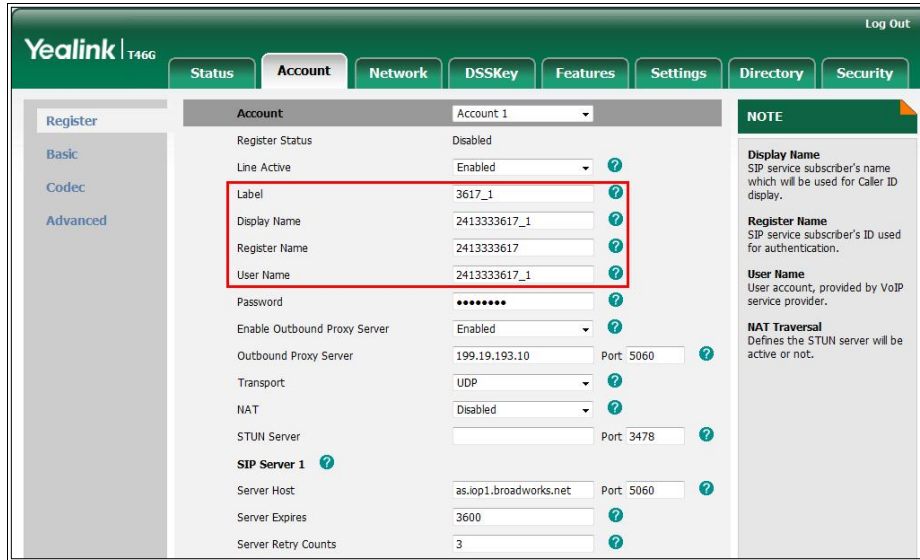 Log Out
Yealink T46G
Status Account Network DSSKey Features Settings Directory Security
Register
Basic
Codec
Advanced
Account Account 1
Register Status Disabled
Line Active Enabled ?
Label 3617_1 ?
Display Name 2413333617_1 ?
Register Name 2413333617 ?
User Name 2413333617_1 ?
Password •••••••• ?
Enable Outbound Proxy Server Enabled ?
Outbound Proxy Server 199.19.193.10 Port 5060 ?
Transport UDP ?
NAT Disabled ?
STUN Server Port 3478 ?
SIP Server 1 ?
Server Host as.iop1.broadworks.net Port 5060 ?
Server Expires 3600 ?
Server Retry Counts 3 ?
NOTE
Display Name
SIP service subscriber's name
which will be used for Caller ID
display.
Register Name
SIP service subscriber's ID used
for authentication.
User Name
User account, provided by VoIP
service provider.
NAT Traversal
Defines the STUN server will be
active or not.